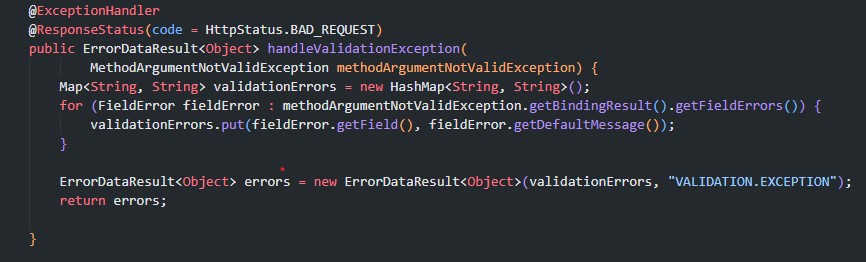 @ExceptionHandler
@ResponseStatus(code = HttpStatus.BAD_REQUEST)
public ErrorDataResult<Object> handleValidationException(
MethodArgumentNotValidException methodArgumentNotValidException) {
Map<String, String> validationErrors = new HashMap<String, String>();
for (FieldError fieldError : methodArgumentNotValidException.getBindingResult().getFieldErrors()) {
validationErrors.put(fieldError.getField(), fieldError.getDefaultMessage());
}
ErrorDataResult<Object> errors = new ErrorDataResult<Object>(validationErrors, "VALIDATION.EXCEPTION");
return errors;
}